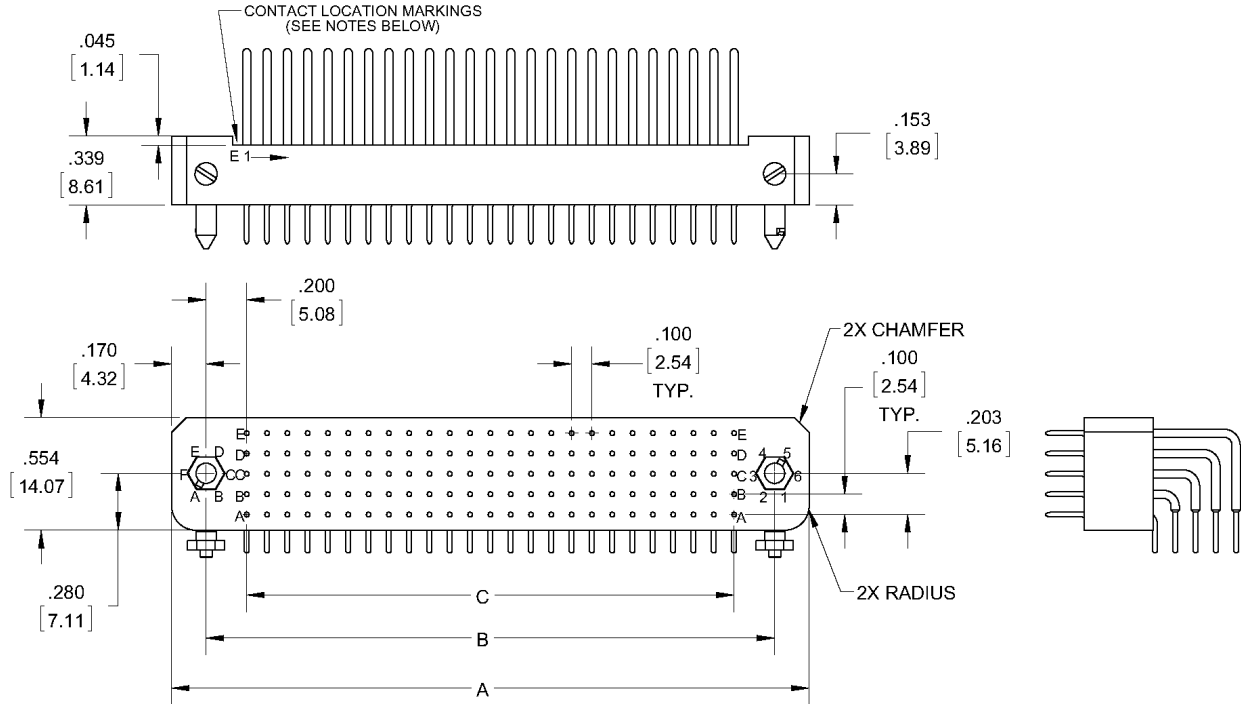 CONTACT LOCATION MARKINGS
(SEE NOTES BELOW)
.045
[1.14]
.339
[8.61]
E 1
.153
[3.89]
.200
[5.08]
.170
[4.32]
.100
[2.54]
TYP.
2X CHAMFER
.100
[2.54]
TYP.
.203
[5.16]
.554
[14.07]
.280
[7.11]
E D
F C
A B
E
D
C
B
A
E
D
C
B
A
4 5
3 6
2 1
2X RADIUS
C
B
A